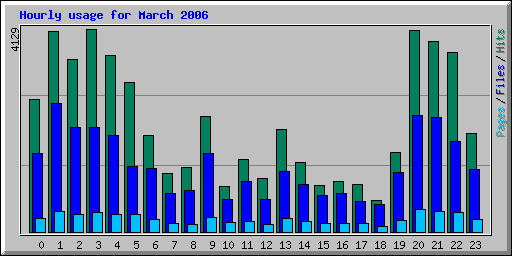 Hourly usage for March 2006
4129
Pages/Files/Hits
0 1 2 3 4 5 6 7 8 9 10 11 12 13 14 15 16 17 18 19 20 21 22 23